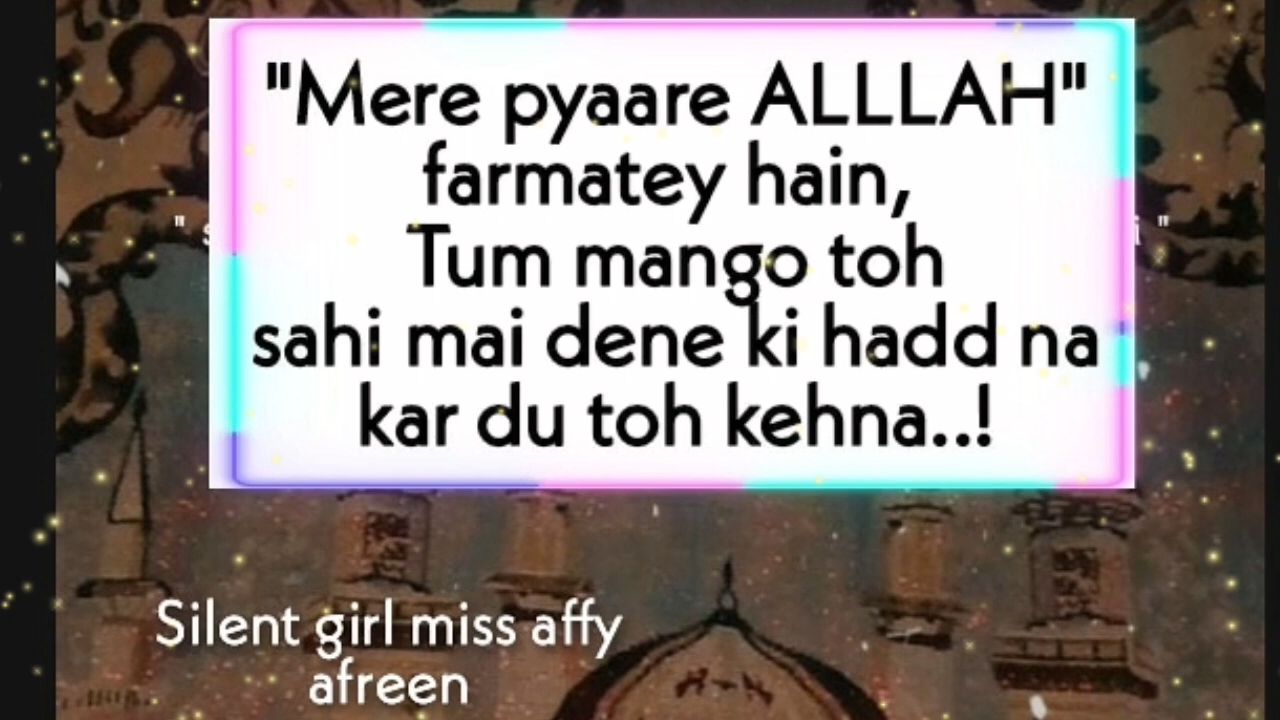 "Mere pyaare ALLLAH"
farmatey hain,
Tum mango toh
sahi mai dene ki hadd na
kar du toh kehna..!
Silent girl miss affy
afreen